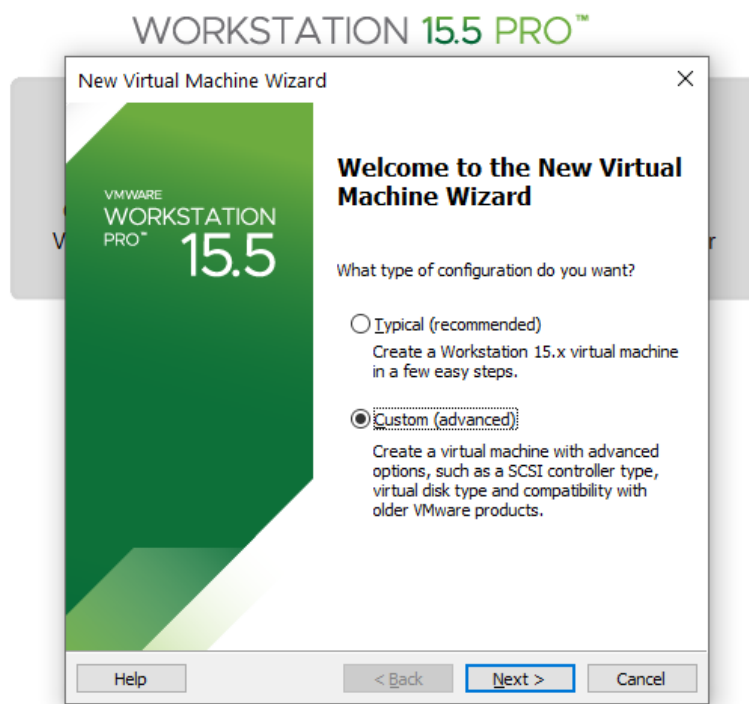 WORKSTATION 15.5 PRO™
New Virtual Machine Wizard
VMWARE
WORKSTATION
PRO™ 15.5
Welcome to the New Virtual
Machine Wizard
What type of configuration do you want?
Typical (recommended)
Create a Workstation 15.x virtual machine
in a few easy steps.
Custom (advanced)
Create a virtual machine with advanced
options, such as a SCSI controller type,
virtual disk type and compatibility with
older VMware products.
Help
< Back
Next >
Cancel